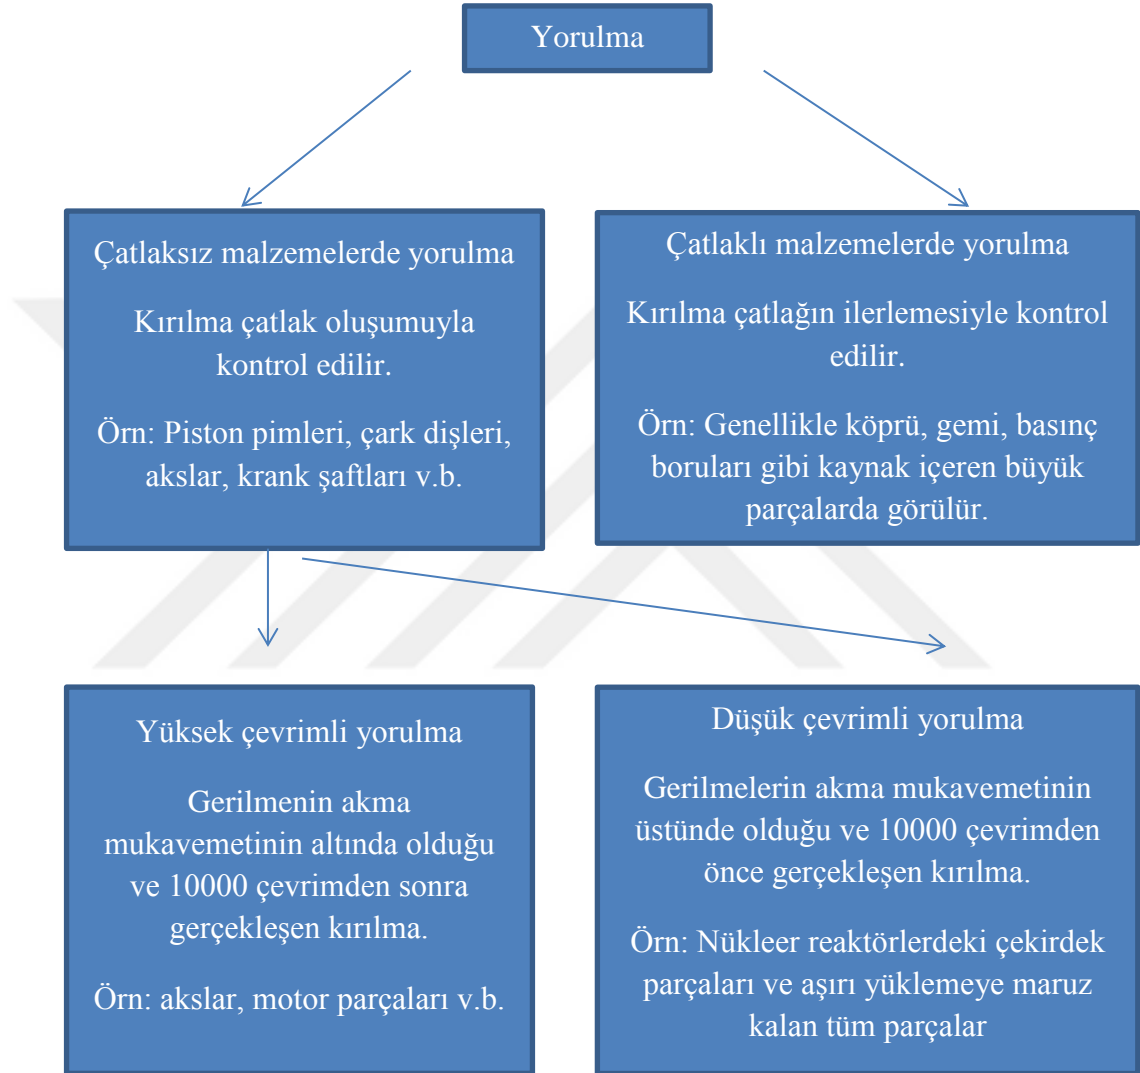 Yorulma
Çatlaksız malzemelerde yorulma
Kırılma çatlak oluşumuyla
kontrol edilir.
Örn: Piston pimleri, çark dişleri,
akslar, krank şaftları v.b.
Çatlaklı malzemelerde yorulma
Kırılma çatlağın ilerlemesiyle kontrol
edilir.
Örn: Genellikle köprü, gemi, basınç
boruları gibi kaynak içeren büyük
parçalarda görülür.
Yüksek çevrimli yorulma
Gerilmenin akma
mukavemetinin altında olduğu
ve 10000 çevrimden sonra
gerçekleşen kırılma.
Örn: akslar, motor parçaları v.b.
Düşük çevrimli yorulma
Gerilmelerin akma mukavemetinin
üstünde olduğu ve 10000 çevrimden
önce gerçekleşen kırılma.
Örn: Nükleer reaktörlerdeki çekirdek
parçaları ve aşırı yüklemeye maruz
kalan tüm parçalar